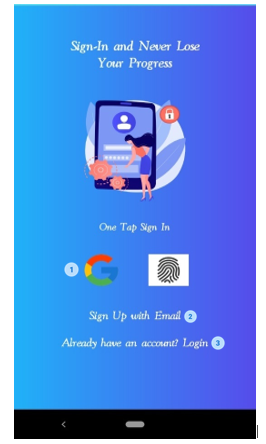 Sign-In and Never Lose
Your Progress
One Tap Sign In
1
Sign Up with Email 2
Already have an account? Login 3